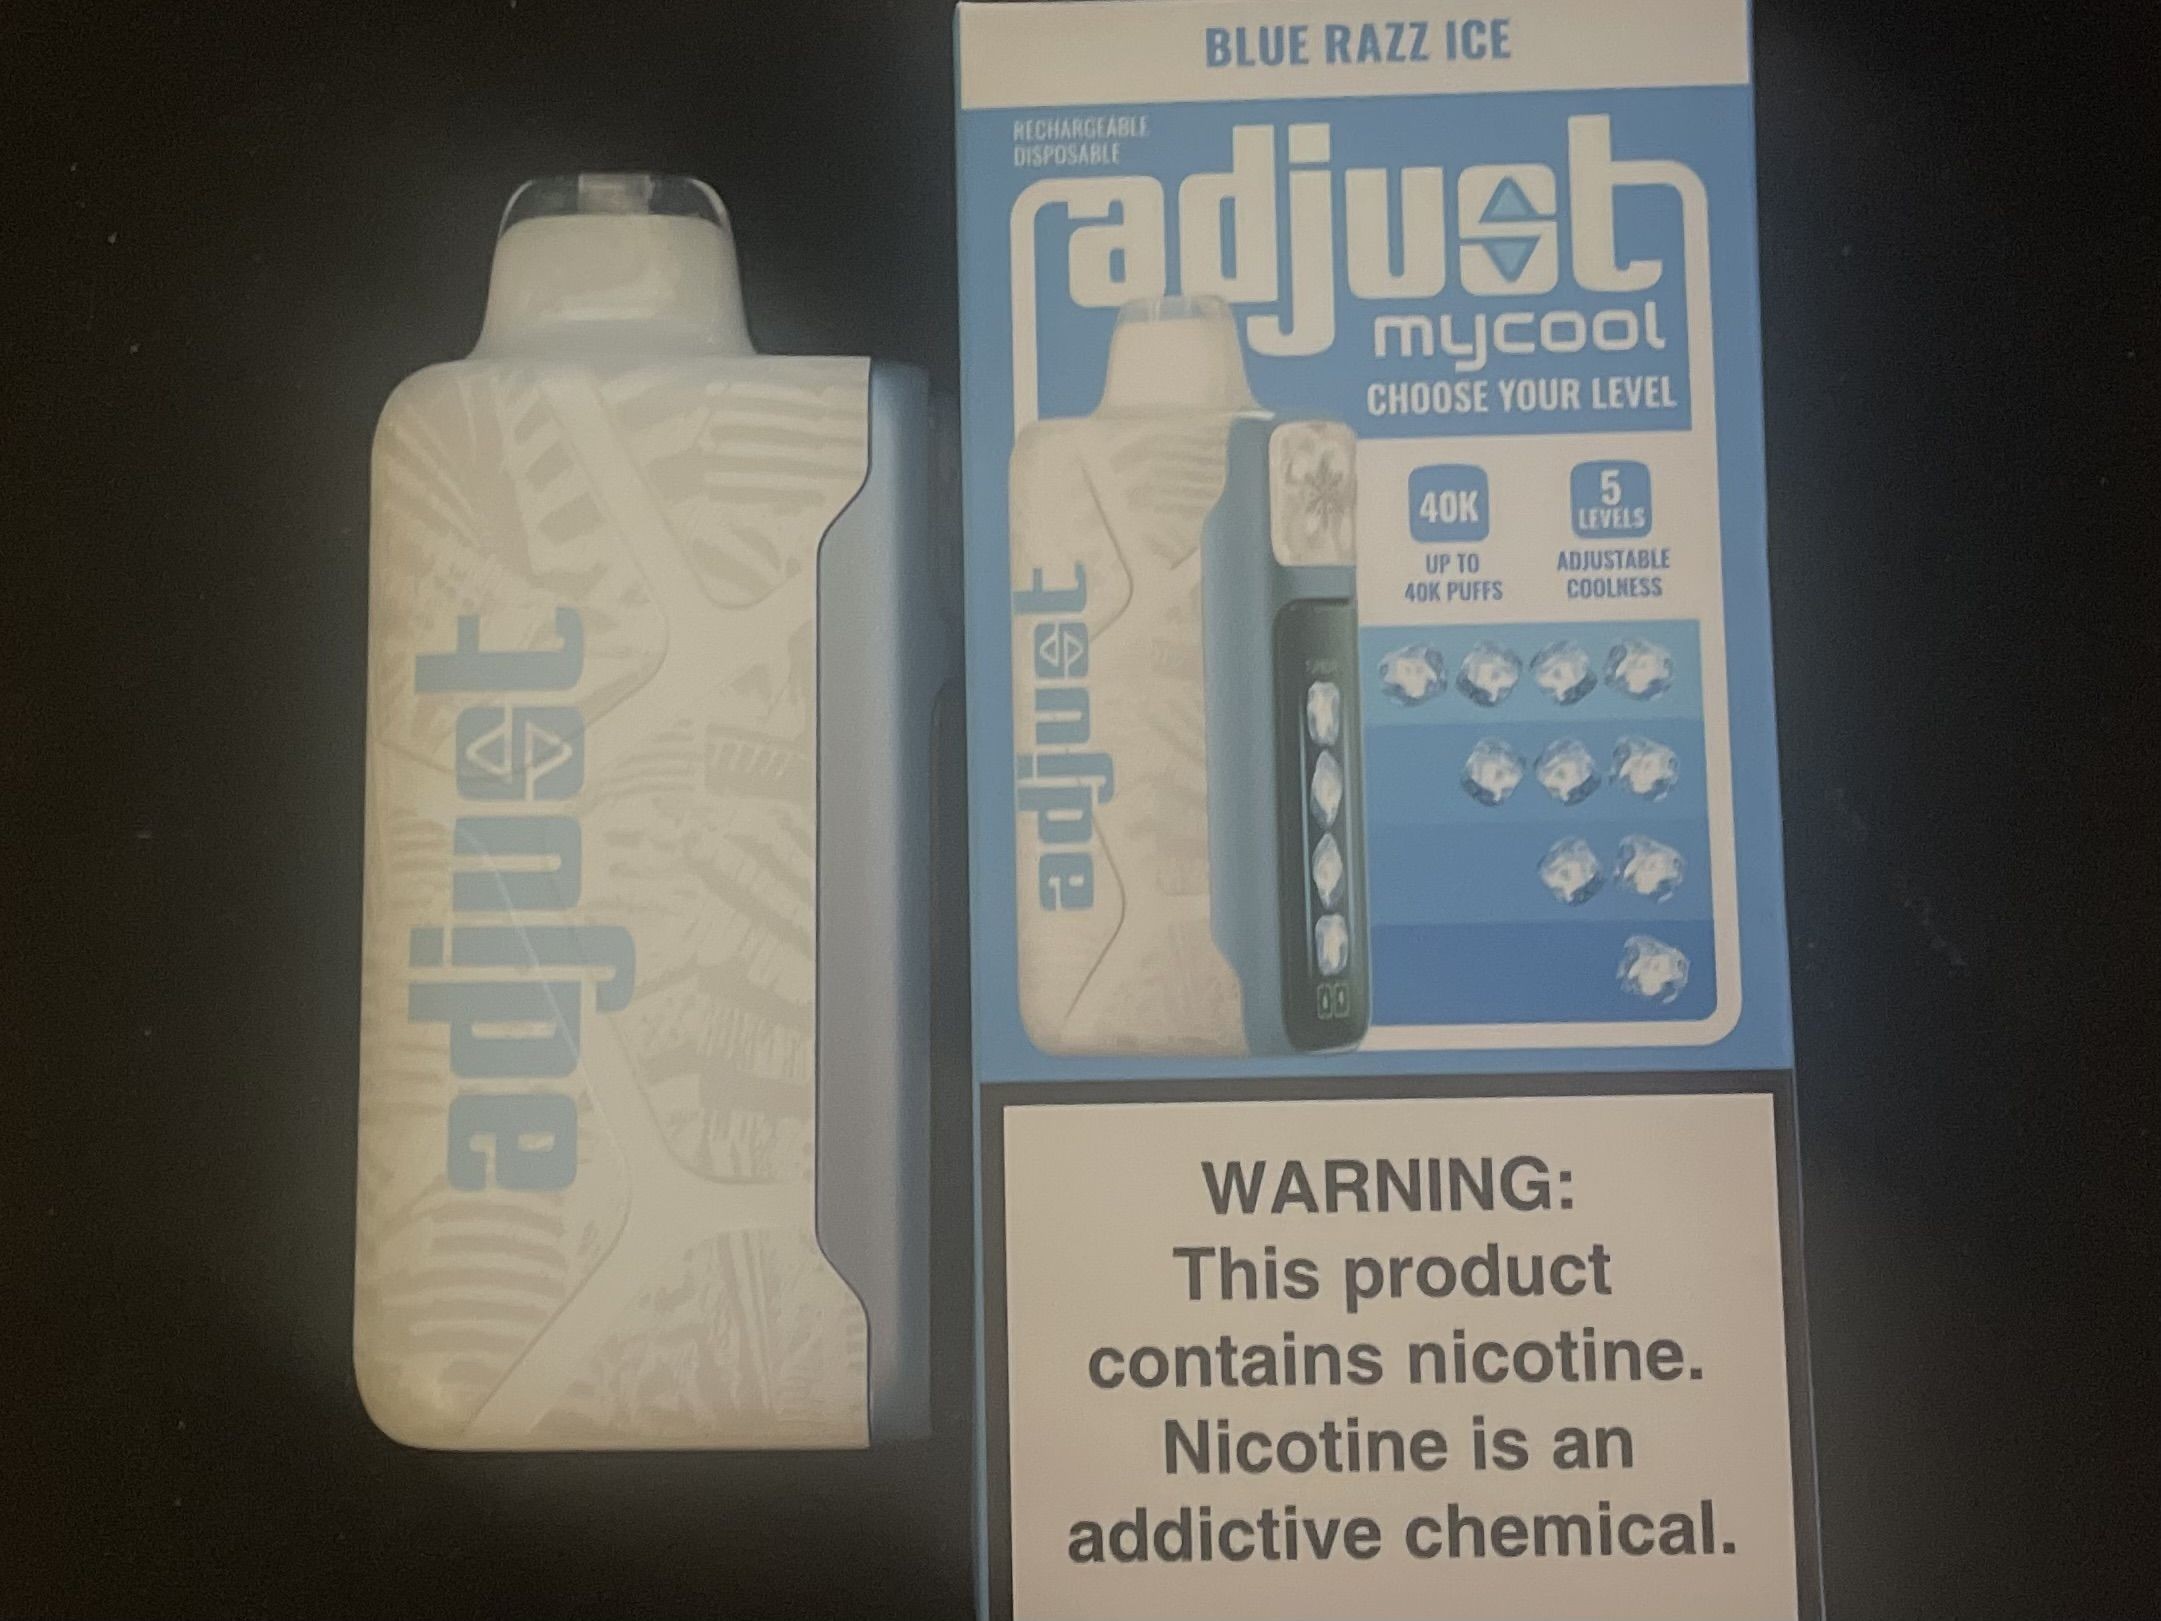 adjust
BLUE RAZZ ICE
RECHARGEABLE
DISPOSABLE
adjust
mycool
CHOOSE YOUR LEVEL
40K
UP TO
40K PUFFS
5
LEVELS
ADJUSTABLE
COOLNESS
adjust
WARNING:
This product
contains nicotine.
Nicotine is an
addictive chemical.